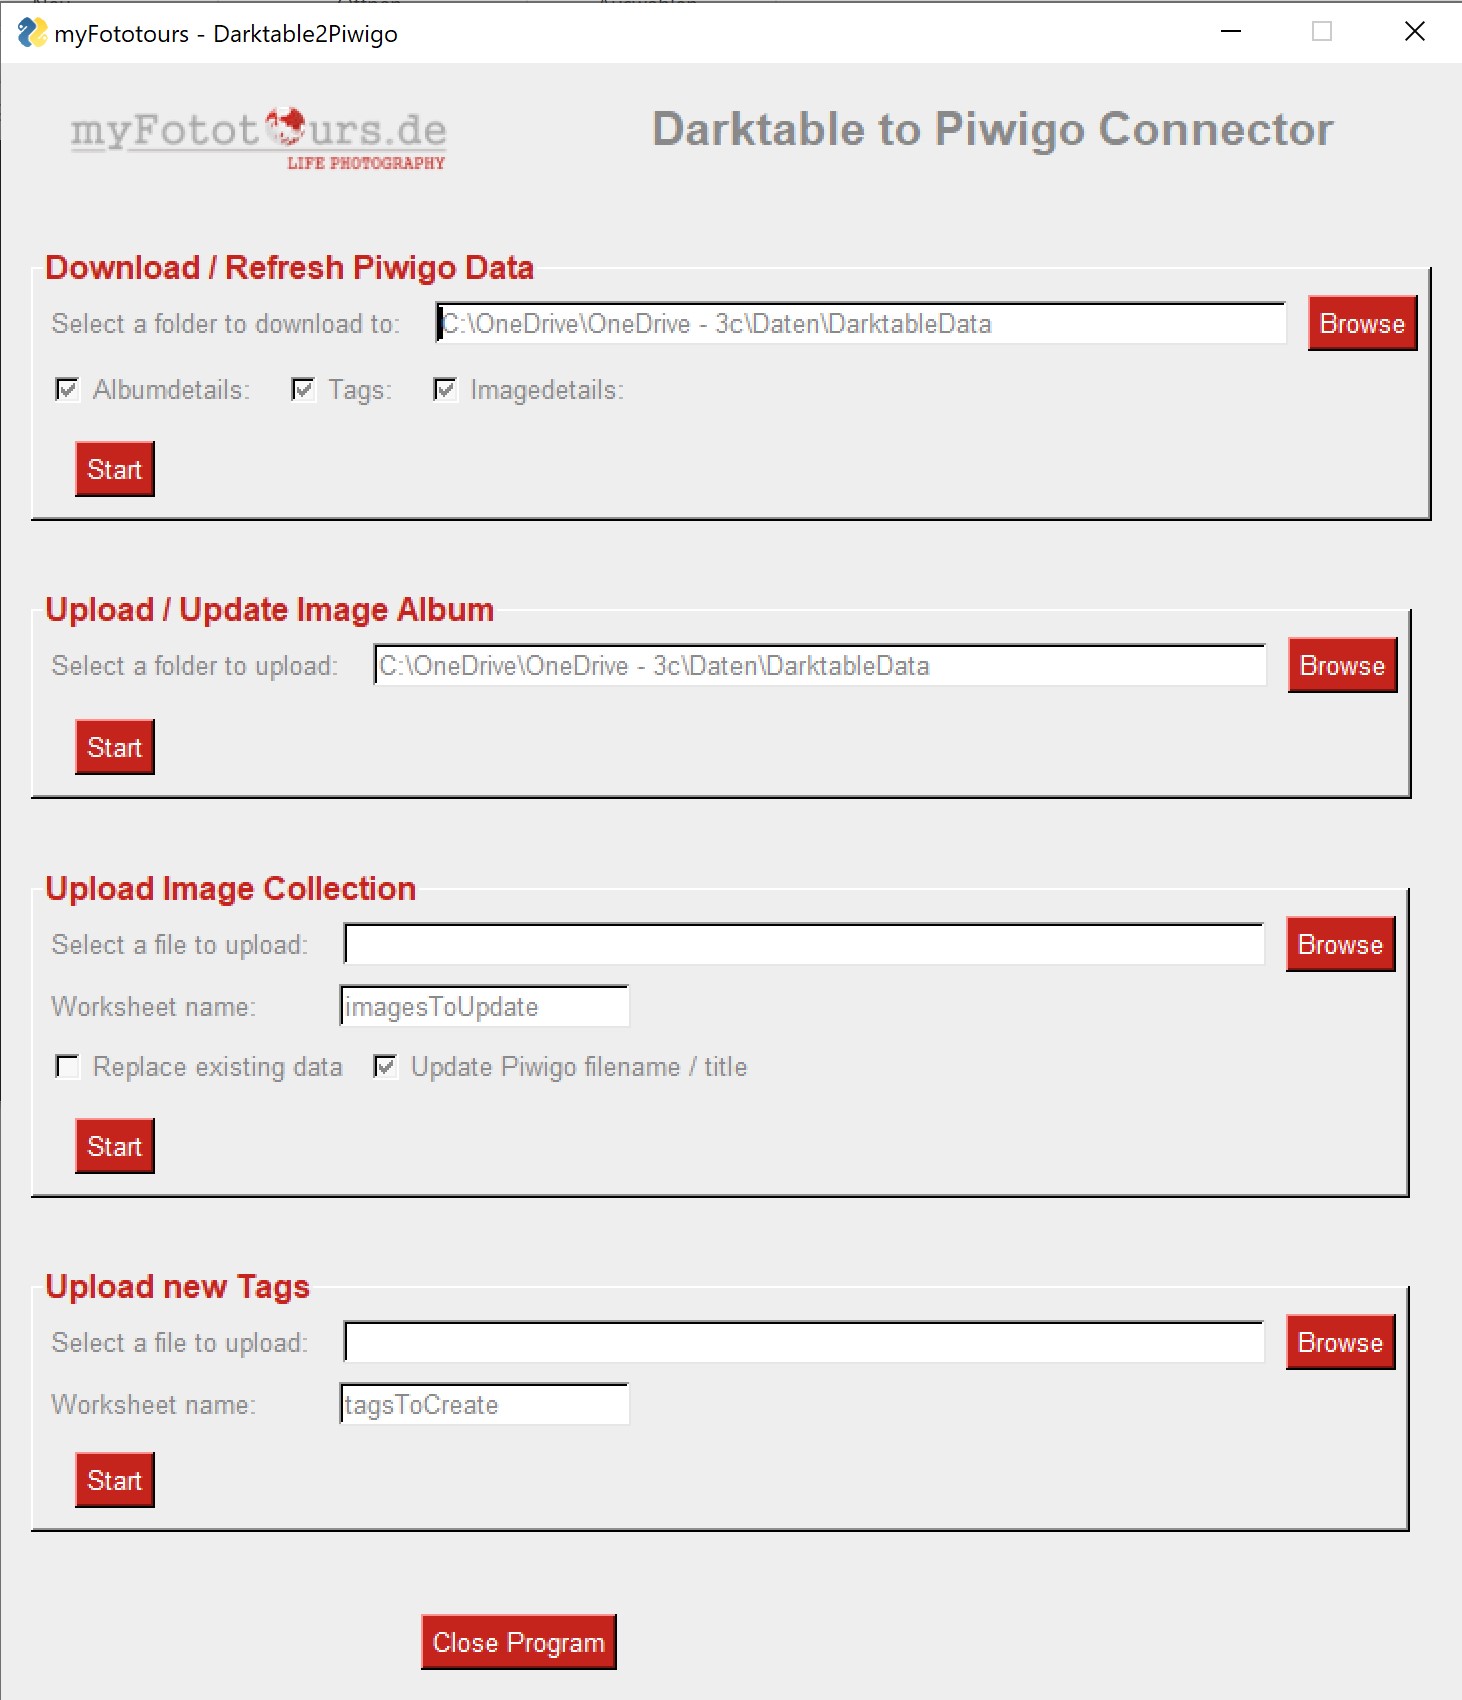 myFototours - Darktable2Piwigo
myFototours.de
LIFE PHOTOGRAPHY
Darktable to Piwigo Connector
Download / Refresh Piwigo Data
Select a folder to download to: C:\OneDrive\OneDrive - 3c\Daten\DarktableData Browse
Albumdetails: Tags: Imagedetails:
Start
Upload / Update Image Album
Select a folder to upload: C:\OneDrive\OneDrive - 3c\Daten\DarktableData Browse
Start
Upload Image Collection
Select a file to upload: Browse
Worksheet name: imagesToUpdate
Replace existing data Update Piwigo filename / title
Start
Upload new Tags
Select a file to upload: Browse
Worksheet name: tagsToCreate
Start
Close Program